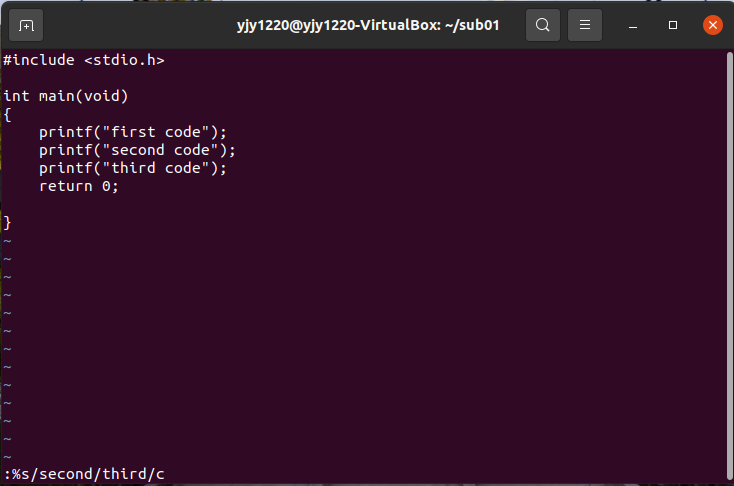 yjy1220@yjy1220-VirtualBox: ~/sub01
#include <stdio.h>
int main(void)
{
    printf("first code");
    printf("second code");
    printf("third code");
    return 0;
}
~
~
~
~
~
~
~
~
~
~
~
~
~
:%s/second/third/c